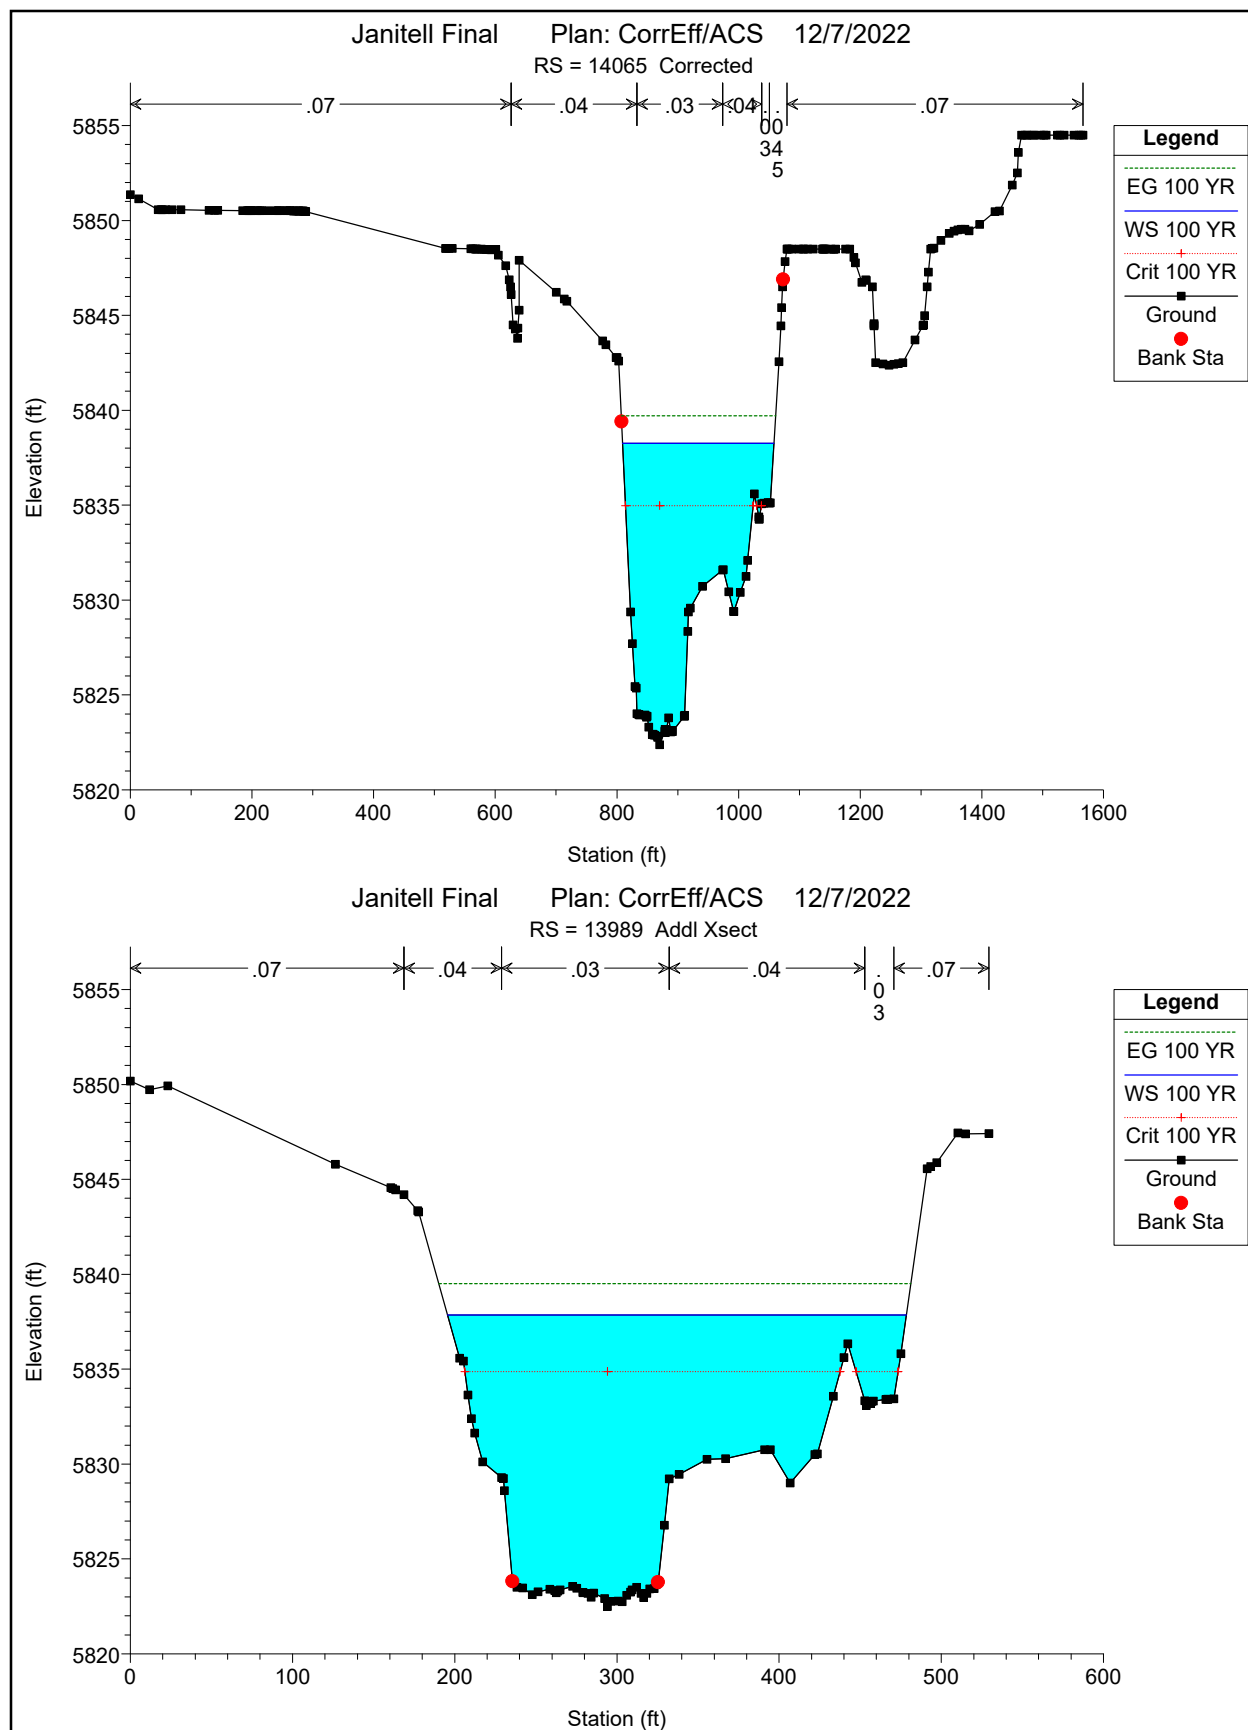 Janitell Final Plan: CorrEff/ACS 12/7/2022
RS = 14065 Corrected
.07 .04 .03 .04 .
00
34
5
.07
5855
5850
5845
5840
5835
5830
5825
5820
0 200 400 600 800 1000 1200 1400 1600
Station (ft)
Elevation (ft)
Legend
EG 100 YR
WS 100 YR
Crit 100 YR
Ground
Bank Sta
Janitell Final Plan: CorrEff/ACS 12/7/2022
RS = 13989 Addl Xsect
.07 .04 .03 .04 .
0
3
.07
5855
5850
5845
5840
5835
5830
5825
5820
0 100 200 300 400 500 600
Station (ft)
Elevation (ft)
Legend
EG 100 YR
WS 100 YR
Crit 100 YR
Ground
Bank Sta